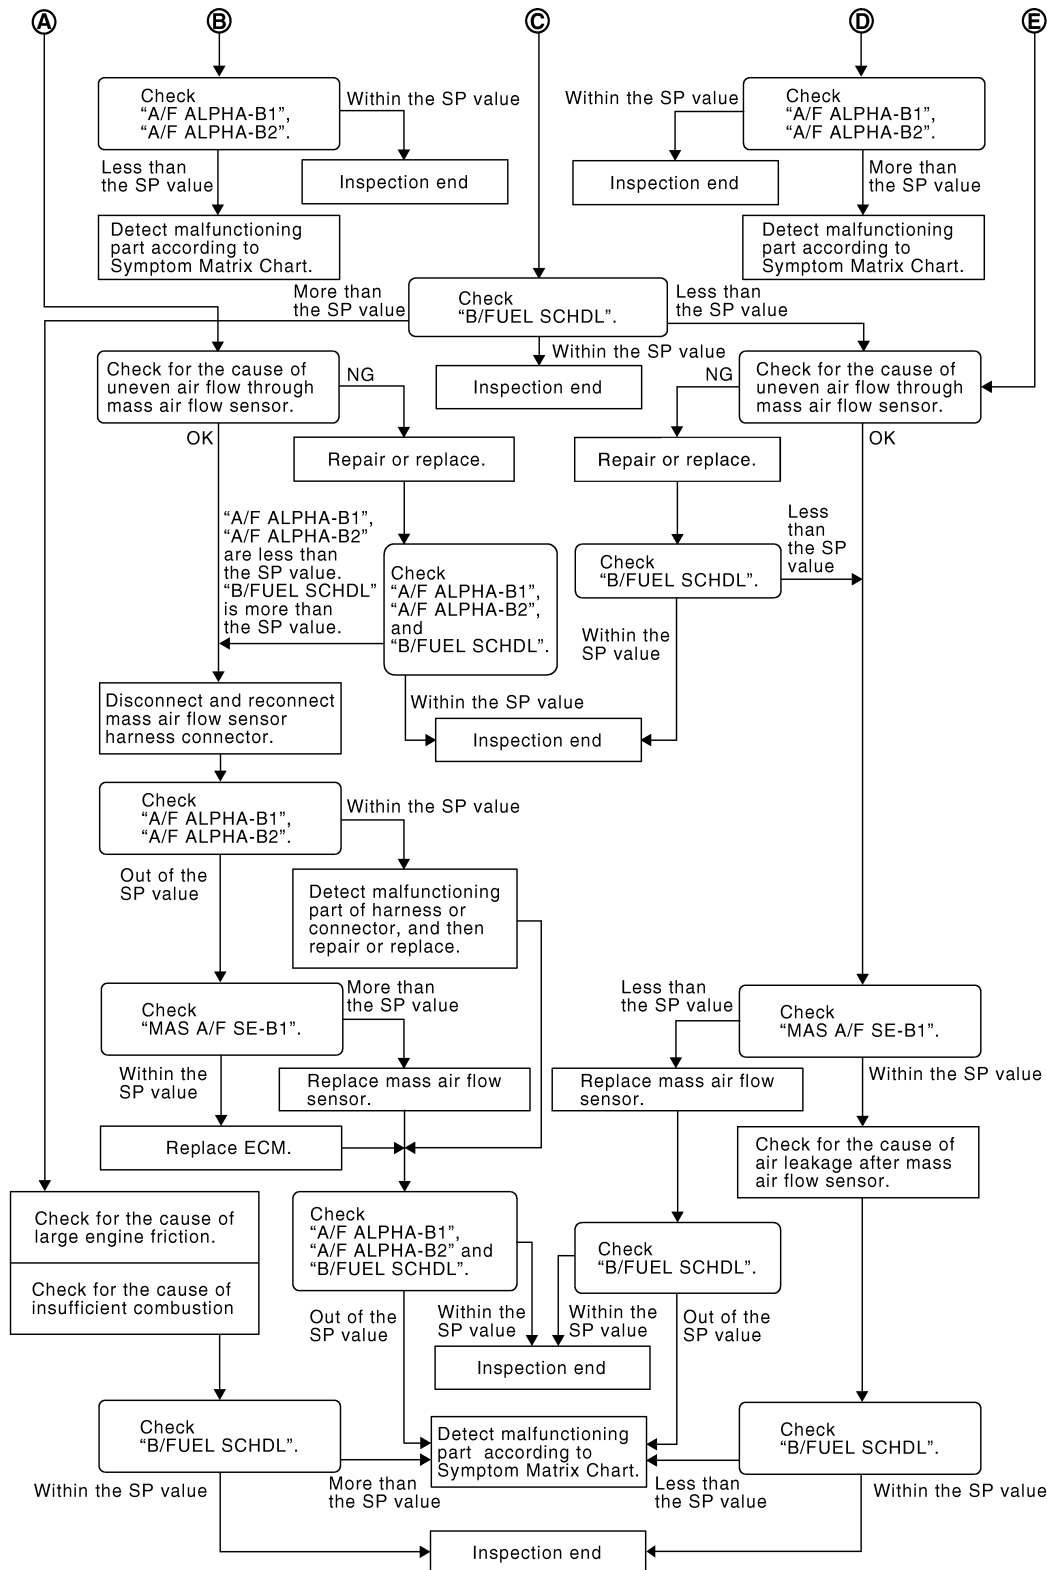 A
B
C
D
E
Check
“A/F ALPHA-B1”,
“A/F ALPHA-B2”.
Within the SP value
Less than
the SP value
Inspection end
Detect malfunctioning
part according to
Symptom Matrix Chart.
Within the SP value
Check
“A/F ALPHA-B1”,
“A/F ALPHA-B2”.
Inspection end
More than
the SP value
Detect malfunctioning
part according to
Symptom Matrix Chart.
More than
the SP value
Check
“B/FUEL SCHDL”.
Less than
the SP value
Within the SP value
Inspection end
Check for the cause of
uneven air flow through
mass air flow sensor.
NG
OK
Repair or replace.
NG
Check for the cause of
uneven air flow through
mass air flow sensor.
OK
Repair or replace.
“A/F ALPHA-B1”,
“A/F ALPHA-B2”
are less than
the SP value.
“B/FUEL SCHDL”
is more than
the SP value.
Check
“A/F ALPHA-B1”,
“A/F ALPHA-B2”,
and
“B/FUEL SCHDL”.
Check
“B/FUEL SCHDL”.
Less
than
the SP
value
Within the
SP value
Within the SP value
Inspection end
Disconnect and reconnect
mass air flow sensor
harness connector.
Check
“A/F ALPHA-B1”,
“A/F ALPHA-B2”.
Within the SP value
Out of the
SP value
Detect malfunctioning
part of harness or
connector, and then
repair or replace.
Check
“MAS A/F SE-B1”.
More than
the SP value
Within the
SP value
Replace mass air flow
sensor.
Replace ECM.
Less than
the SP value
Check
“MAS A/F SE-B1”.
Within the SP value
Replace mass air flow
sensor.
Check for the cause of
air leakage after mass
air flow sensor.
Check for the cause of
large engine friction.
Check for the cause of
insufficient combustion
Check
“A/F ALPHA-B1”,
“A/F ALPHA-B2” and
“B/FUEL SCHDL”.
Check
“B/FUEL SCHDL”.
Out of the
SP value
Within the
SP value
Within the
SP value
Out of the
SP value
Inspection end
Check
“B/FUEL SCHDL”.
Detect malfunctioning
part  according to
Symptom Matrix Chart.
Check
“B/FUEL SCHDL”.
Within the SP value
More than
the SP value
Less than
the SP value
Within the SP value
Inspection end